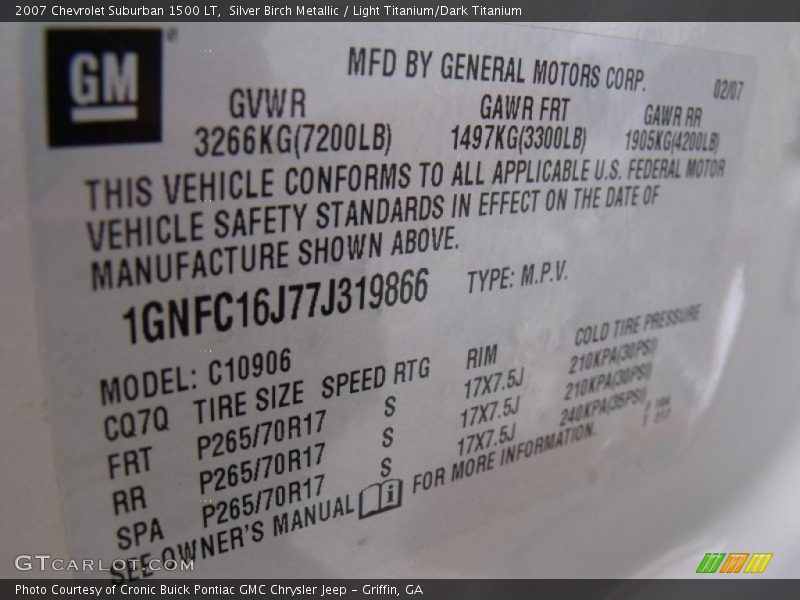 2007 Chevrolet Suburban 1500 LT, Silver Birch Metallic / Light Titanium/Dark Titanium
GM ®
MFD BY GENERAL MOTORS CORP. 02/07
GVWR GAWR FRT GAWR RR
3266KG(7200LB) 1497KG(3300LB) 1905KG(4200LB)
THIS VEHICLE CONFORMS TO ALL APPLICABLE U.S. FEDERAL MOTOR
VEHICLE SAFETY STANDARDS IN EFFECT ON THE DATE OF
MANUFACTURE SHOWN ABOVE.
1GNFC16J77J319866 TYPE: M.P.V.
MODEL: C10906
CQ7Q TIRE SIZE SPEED RTG RIM COLD TIRE PRESSURE
FRT P265/70R17 S 17X7.5J 210KPA(30PSI)
RR P265/70R17 S 17X7.5J 210KPA(30PSI)
SPA P265/70R17 S 17X7.5J 240KPA(35PSI)
SEE OWNER'S MANUAL FOR MORE INFORMATION.
GTCARLOT.COM
Photo Courtesy of Cronic Buick Pontiac GMC Chrysler Jeep - Griffin, GA